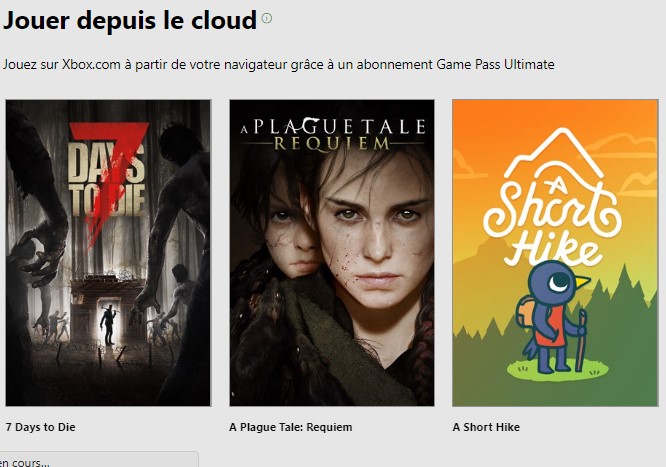 Jouer depuis le cloud
Jouez sur Xbox.com à partir de votre navigateur grâce à un abonnement Game Pass Ultimate
7
DAYS
TO DIE
A PLAGUE TALE
REQUIEM
A
Short
Hike
7 Days to Die
A Plague Tale: Requiem
A Short Hike
en cours...